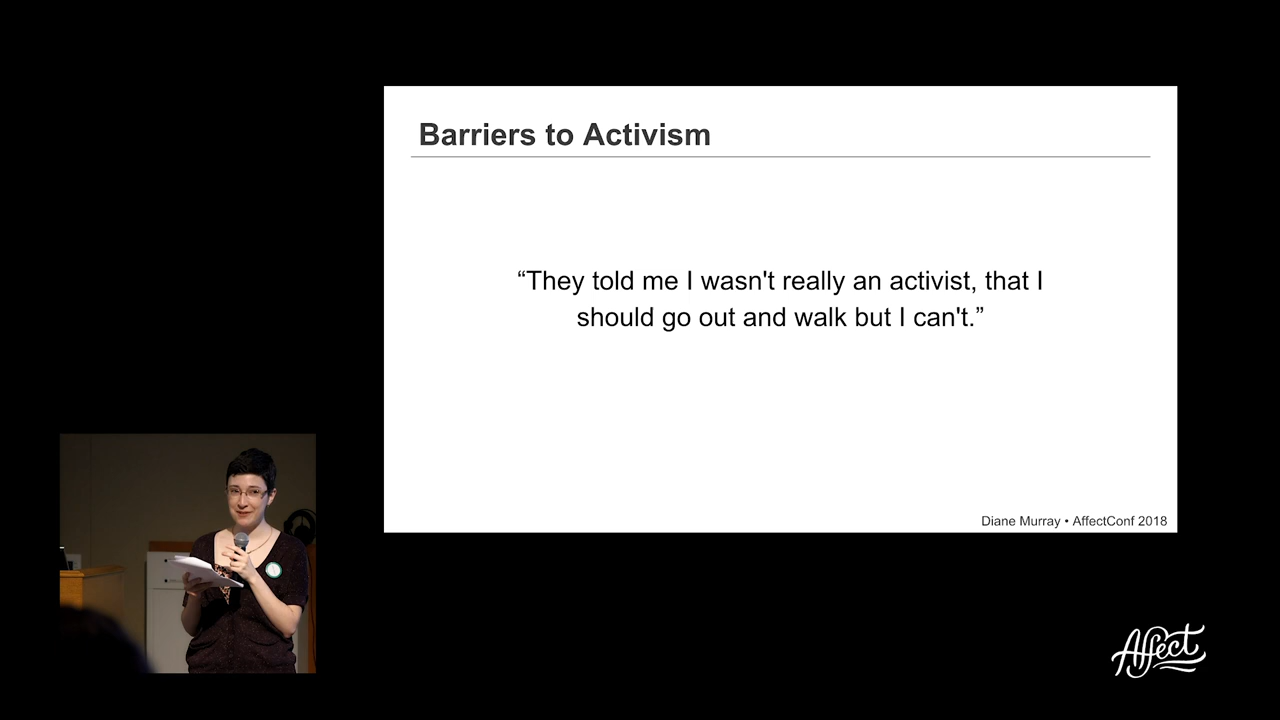 Barriers to Activism
“They told me I wasn't really an activist, that I
should go out and walk but I can't.”
Diane Murray • AffectConf 2018
Affect